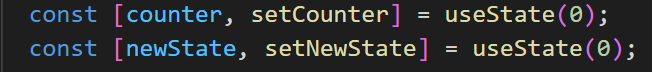 const [counter, setCounter] = useState(0);
const [newState, setNewState] = useState(0);